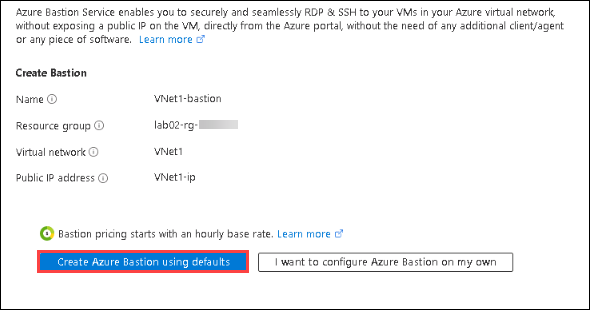 Azure Bastion Service enables you to securely and seamlessly RDP & SSH to your VMs in your Azure virtual network,
without exposing a public IP on the VM, directly from the Azure portal, without the need of any additional client/agent
or any piece of software. Learn more
Create Bastion
Name VNet1-bastion
Resource group lab02-rg-
Virtual network VNet1
Public IP address VNet1-ip
Bastion pricing starts with an hourly base rate. Learn more
Create Azure Bastion using defaults I want to configure Azure Bastion on my own